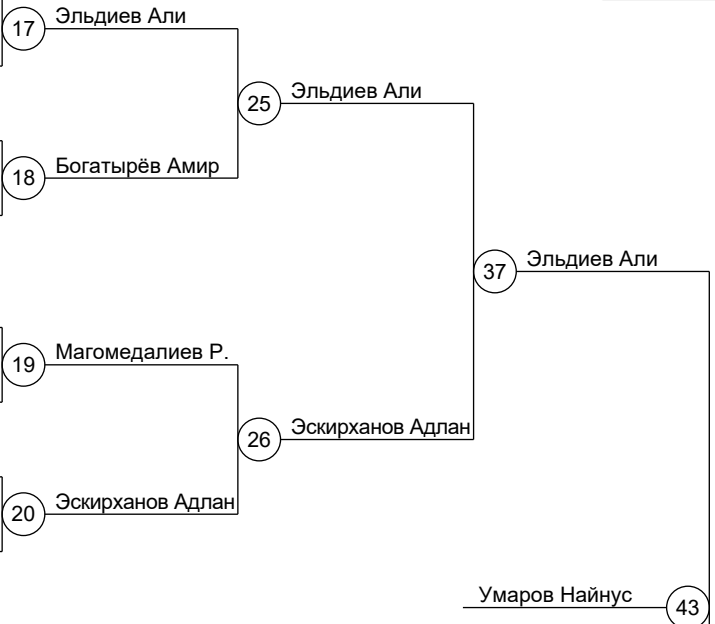 17 Эльдиев Али
25 Эльдиев Али
18 Богатырёв Амир
37 Эльдиев Али
19 Магомедалиев Р.
26 Эскирханов Адлан
20 Эскирханов Адлан
Умаров Найнус 43